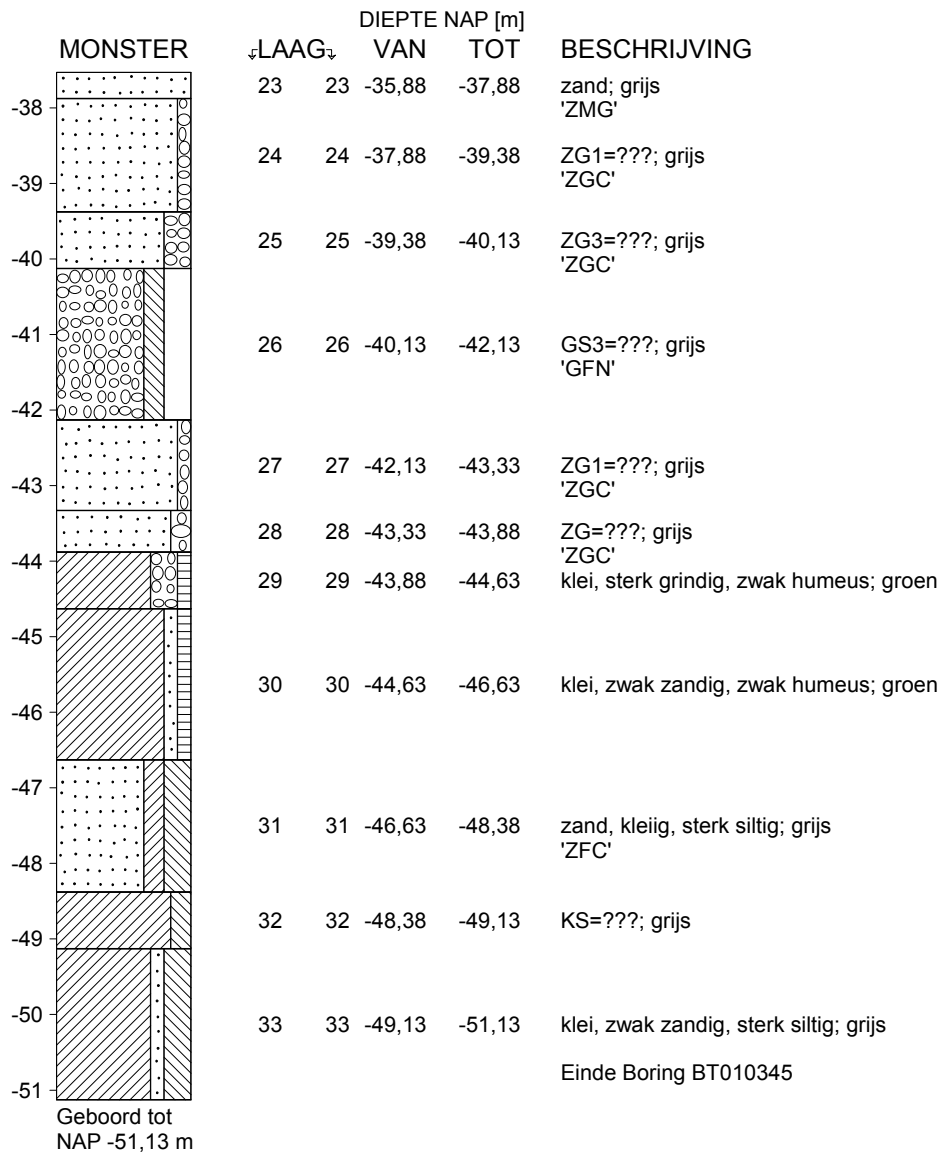 DIEPTE NAP [m]
MONSTER LAAG VAN TOT BESCHRIJVING
23 23 -35,88 -37,88 zand; grijs
'ZMG'
-38
24 24 -37,88 -39,38 ZG1=???; grijs
'ZGC'
-39
25 25 -39,38 -40,13 ZG3=???; grijs
'ZGC'
-40
-41
26 26 -40,13 -42,13 GS3=???; grijs
'GFN'
-42
27 27 -42,13 -43,33 ZG1=???; grijs
'ZGC'
-43
28 28 -43,33 -43,88 ZG=???; grijs
'ZGC'
-44
29 29 -43,88 -44,63 klei, sterk grindig, zwak humeus; groen
-45
30 30 -44,63 -46,63 klei, zwak zandig, zwak humeus; groen
-46
-47
31 31 -46,63 -48,38 zand, kleiig, sterk siltig; grijs
'ZFC'
-48
32 32 -48,38 -49,13 KS=???; grijs
-49
-50
33 33 -49,13 -51,13 klei, zwak zandig, sterk siltig; grijs
Einde Boring BT010345
-51
Geboord tot
NAP -51,13 m